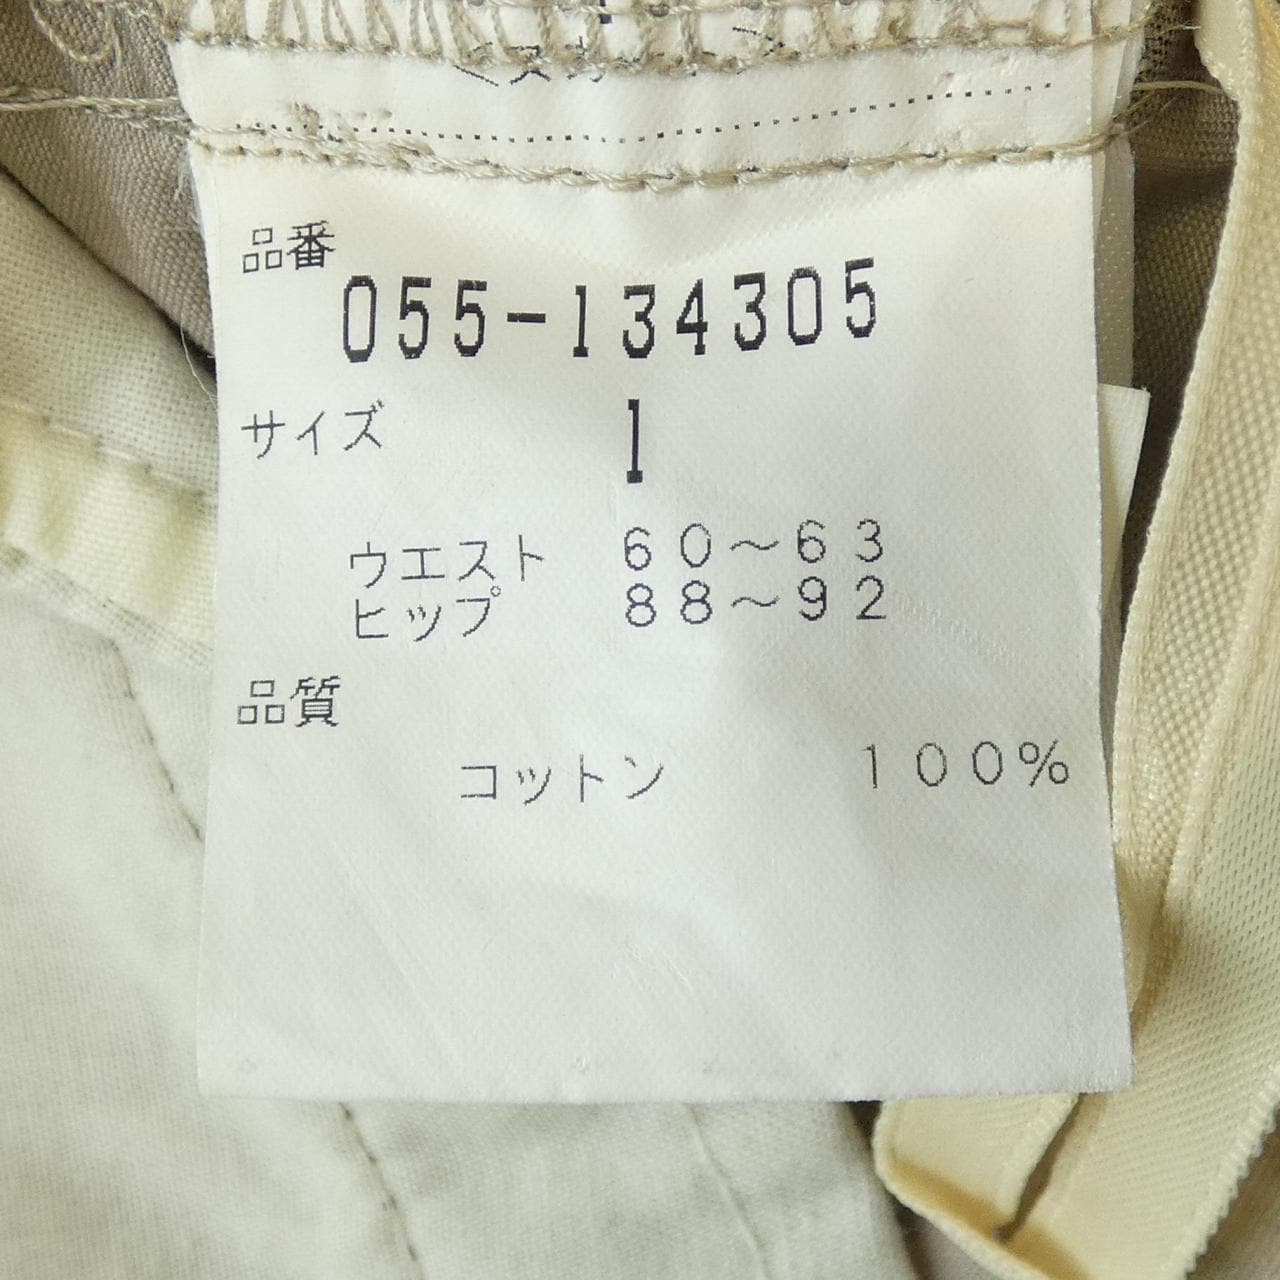 品番
055-134305
サイズ 1
ウエスト 60～63
ヒップ 88～92
品質
コットン 100%